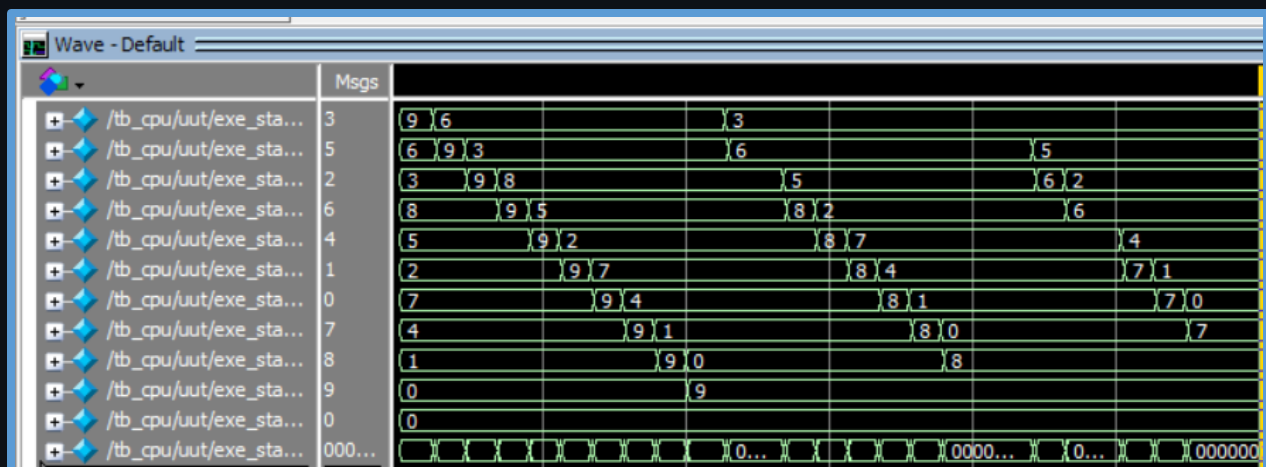 Wave - Default
Msgs
/tb_cpu/uut/exe_sta... 3 9 6 3
/tb_cpu/uut/exe_sta... 5 6 9 3 6 5
/tb_cpu/uut/exe_sta... 2 3 9 8 5 6 2
/tb_cpu/uut/exe_sta... 6 8 9 5 8 2 6
/tb_cpu/uut/exe_sta... 4 5 9 2 8 7 4
/tb_cpu/uut/exe_sta... 1 2 9 7 8 4 7 1
/tb_cpu/uut/exe_sta... 0 7 9 4 8 1 7 0
/tb_cpu/uut/exe_sta... 7 4 9 1 8 0 7
/tb_cpu/uut/exe_sta... 8 1 9 0 8
/tb_cpu/uut/exe_sta... 9 0 9
/tb_cpu/uut/exe_sta... 0 0
/tb_cpu/uut/exe_sta... 000... 0... 0000... 0... 000000